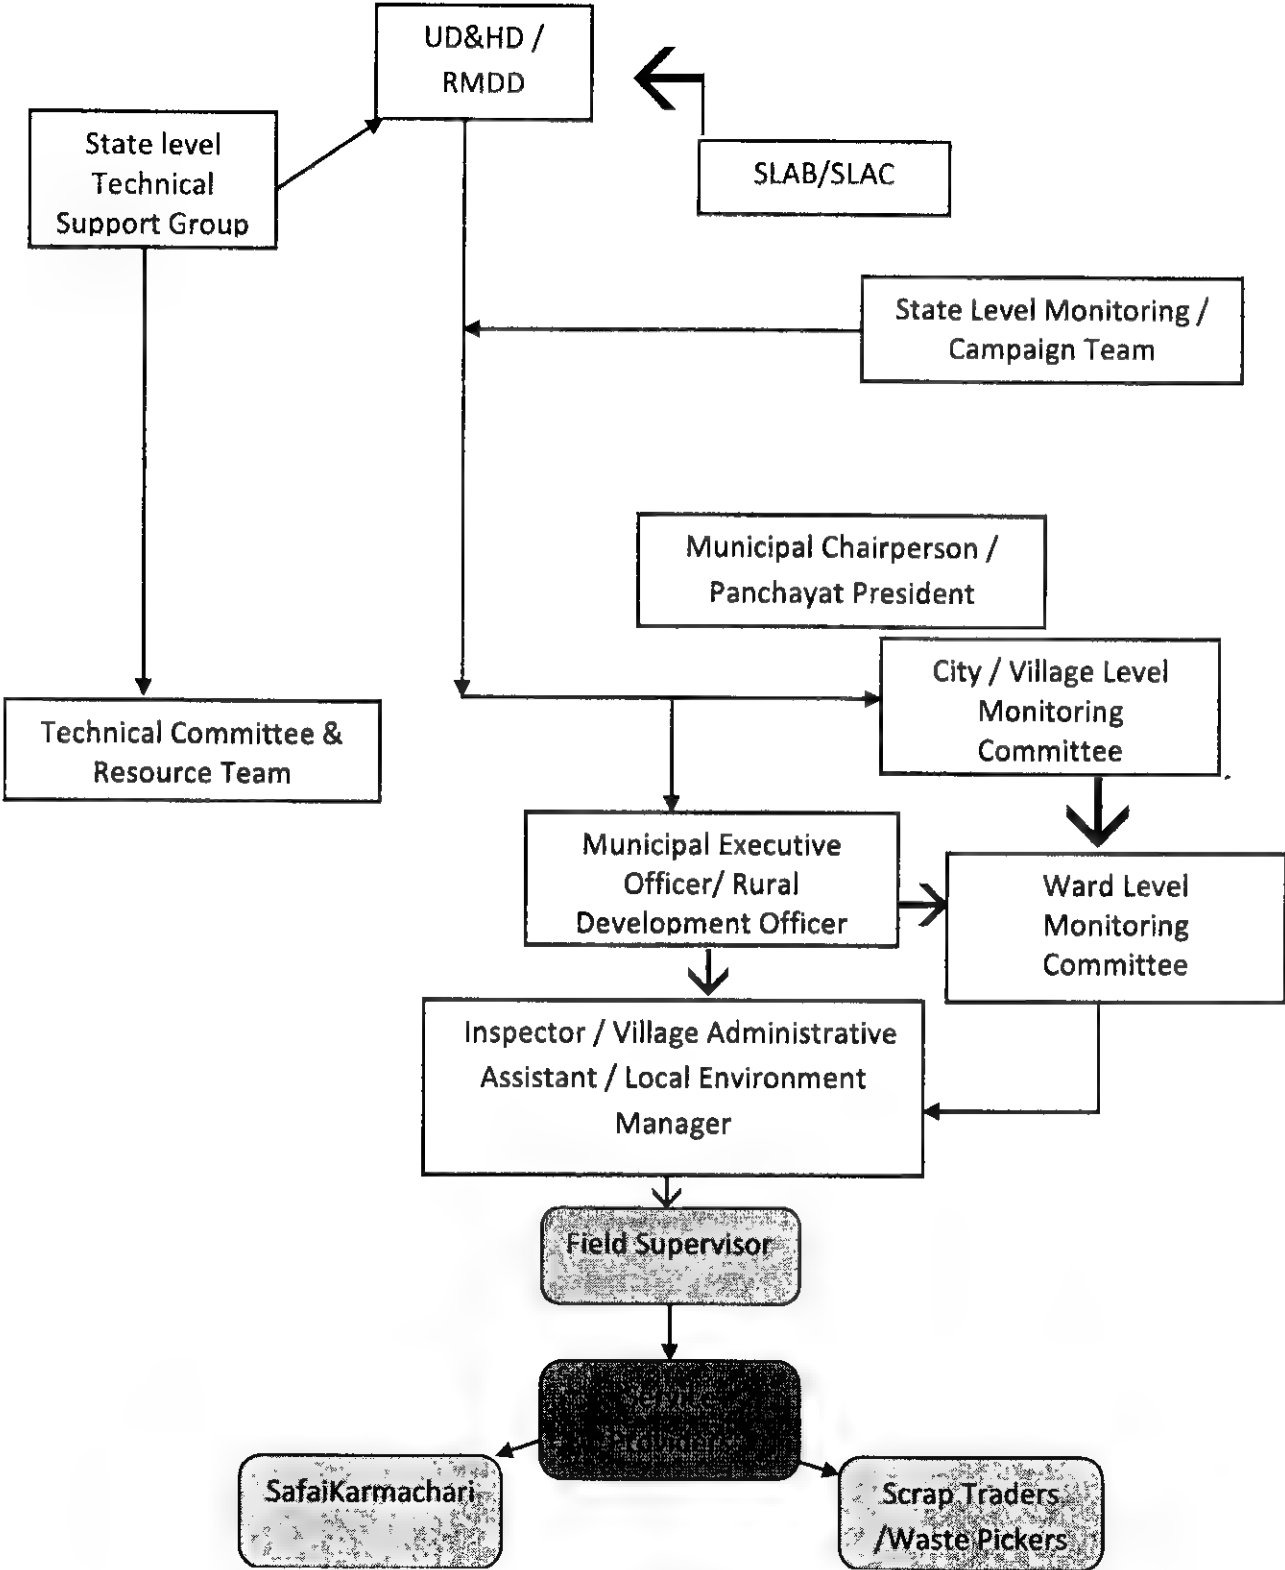 UD&HD /
RMDD
State level
Technical
Support Group
SLAB/SLAC
State Level Monitoring /
Campaign Team
Municipal Chairperson /
Panchayat President
City / Village Level
Monitoring
Committee
Technical Committee &
Resource Team
Municipal Executive
Officer/ Rural
Development Officer
Ward Level
Monitoring
Committee
Inspector / Village Administrative
Assistant / Local Environment
Manager
Field Supervisor
Service
Providers
SafaiKarmachari
Scrap Traders
/Waste Pickers